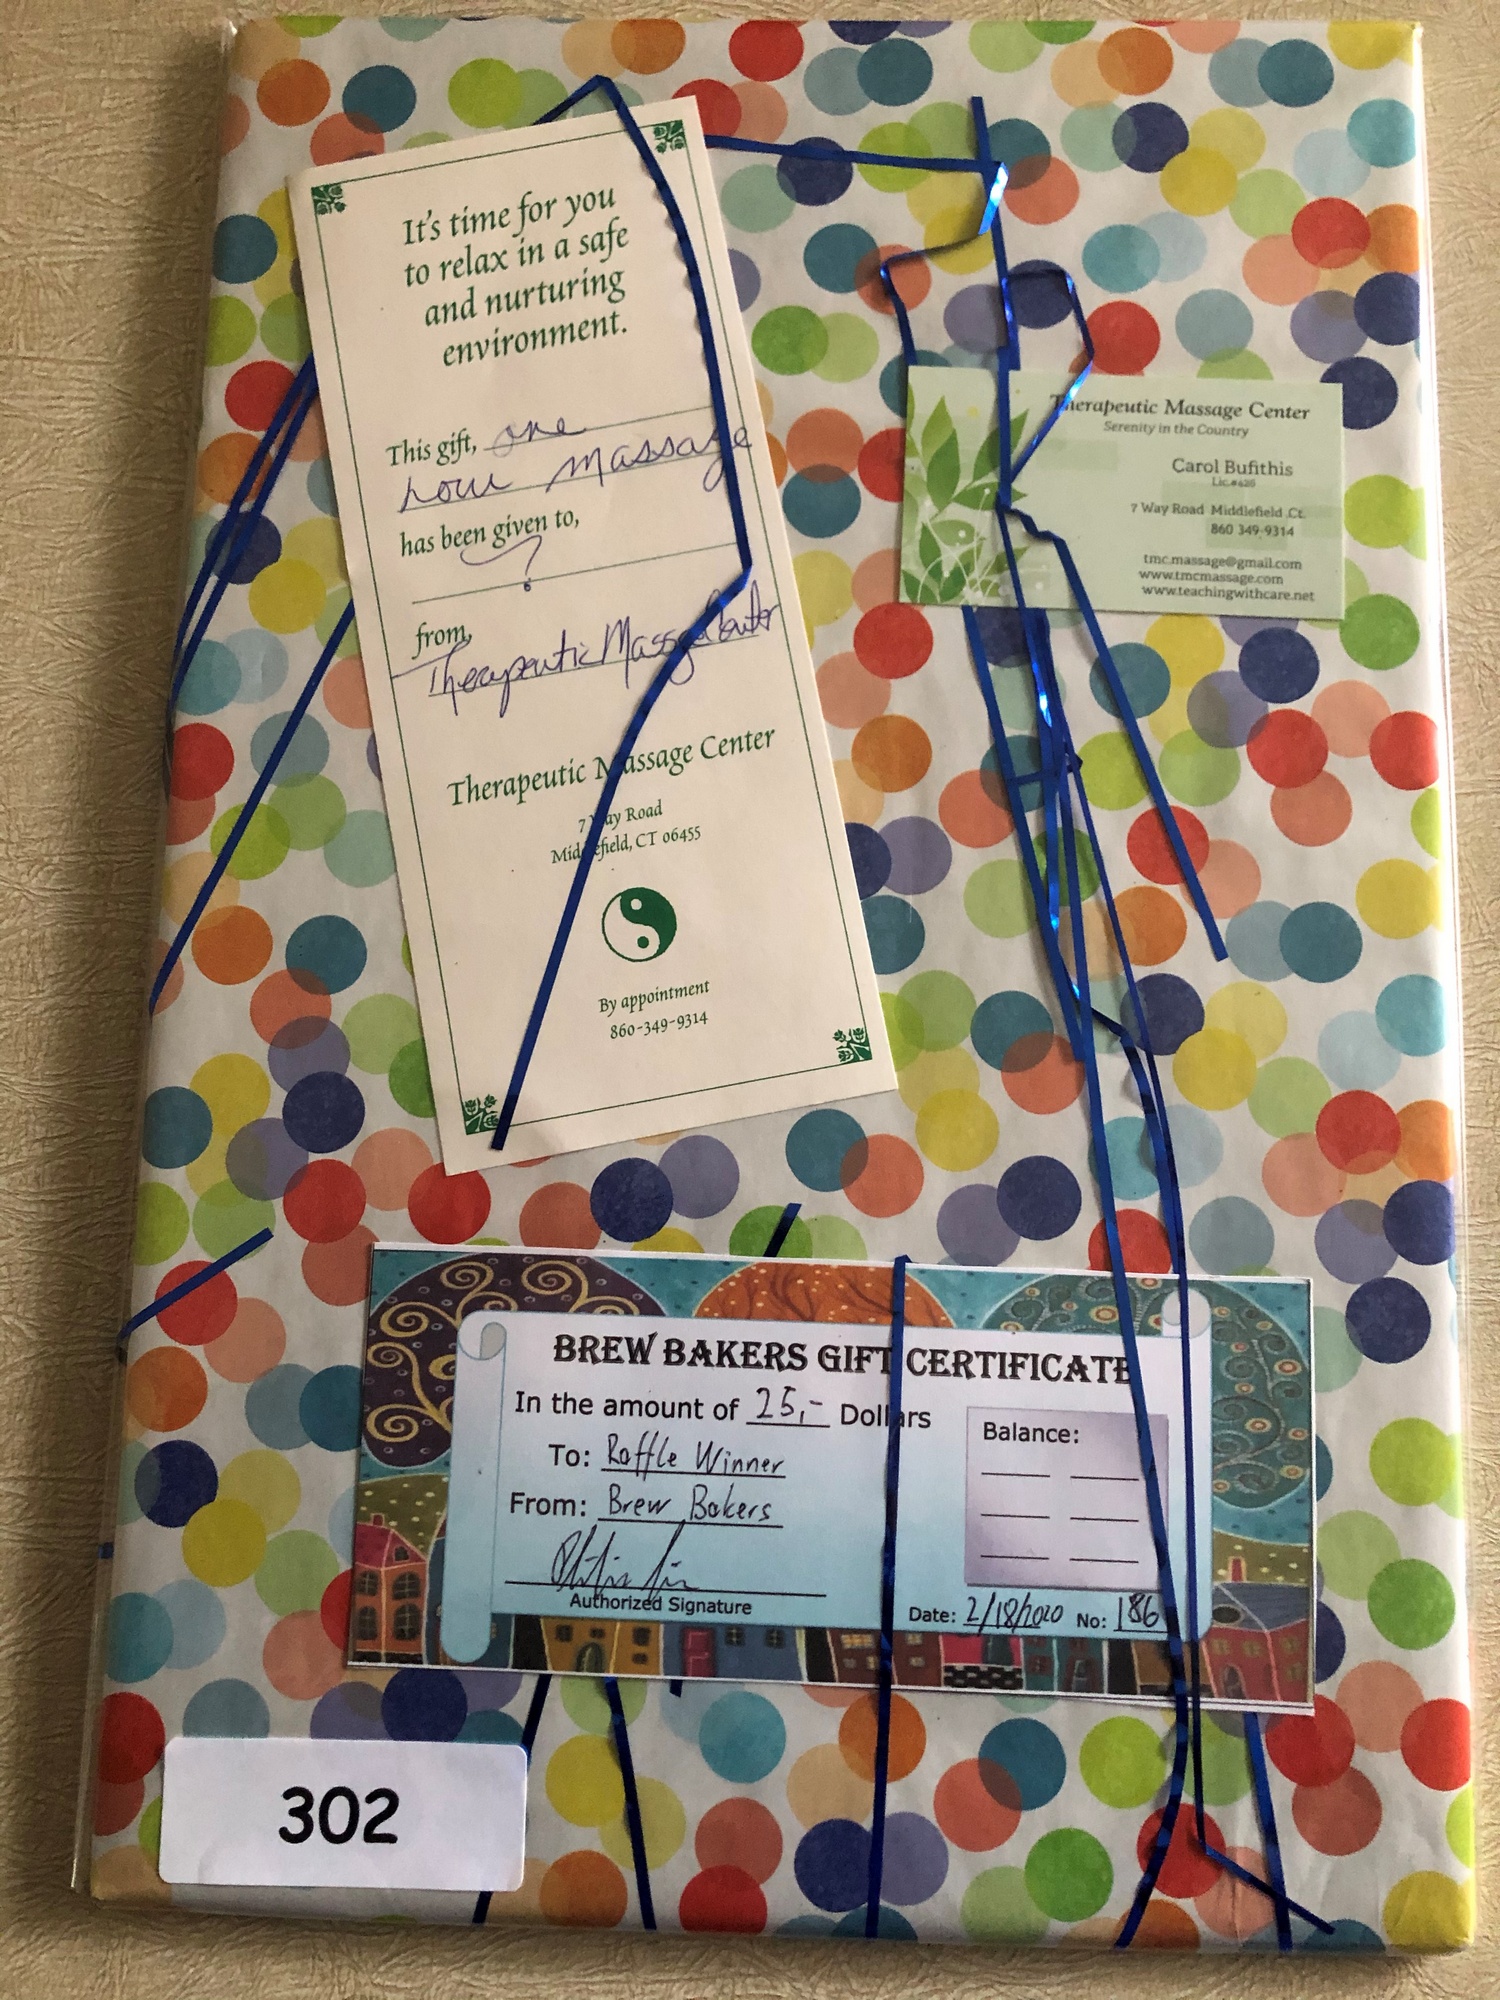 It's time for you
to relax in a safe
and nurturing
environment.
This gift, one
hour massage
has been given to,
?
from,
Therapeutic Massage Center
Therapeutic Massage Center
7 Way Road
Middlefield, CT 06455
By appointment
860-349-9314
Therapeutic Massage Center
Serenity in the Country
Carol Bufithis
7 Way Road Middlefield Ct.
860 349-9314
tmc.massage@gmail.com
www.tmcmassage.com
www.teachingwithcare.net
BREW BAKERS GIFT CERTIFICATE
In the amount of 25,- Dollars
To: Raffle Winner
From: Brew Bakers
Authorized Signature
Balance:
Date: 2/18/2020 No: 186
302